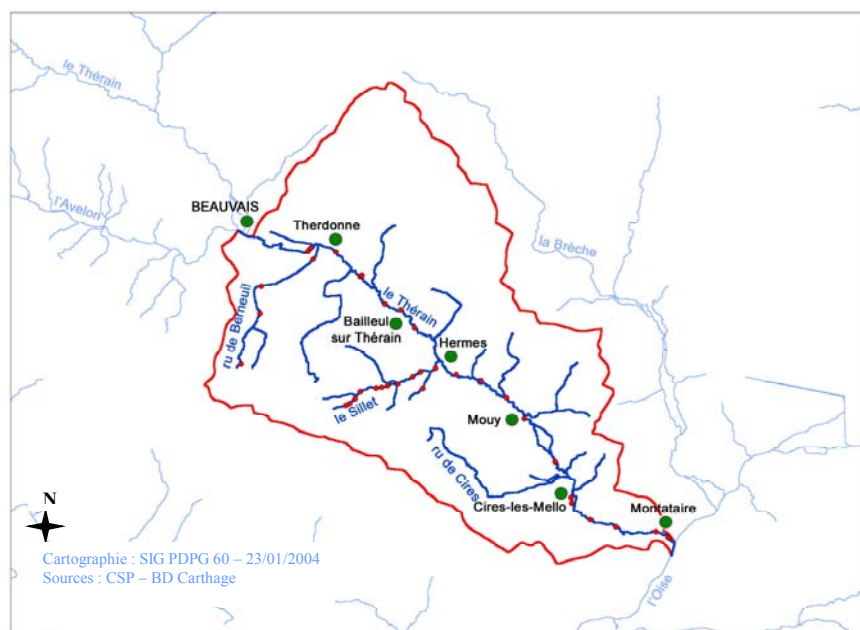 le Thérain
l'Avelon
BEAUVAIS
Therdonne
la Brèche
le Thérain
ru de Berneuil
Bailleul
sur Thérain
Hermes
le Sillet
Mouy
ru de Cires
Cires-les-Mello
Montataire
N
l'Oise
Cartographie : SIG PDPG 60 – 23/01/2004
Sources : CSP – BD Carthage